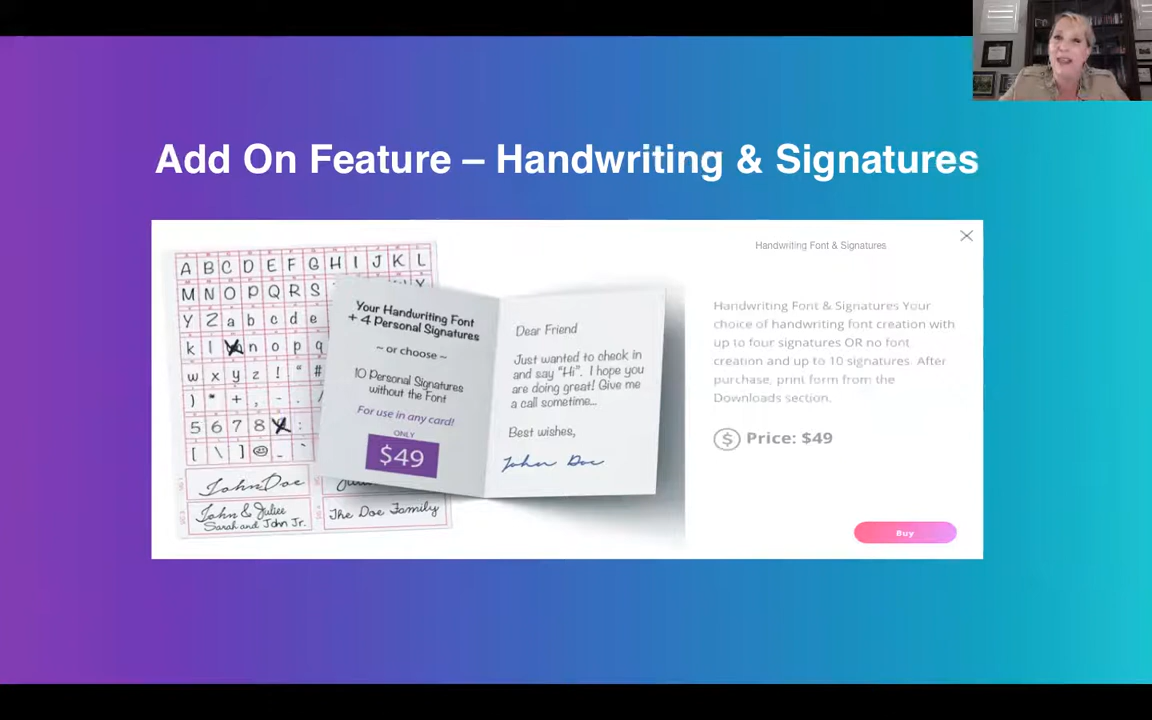 Add On Feature – Handwriting & Signatures
A B C D E F G H I J K L
M N O P Q R S
Y Z a b c d e
k l n o p q
w x y z ! " #
) * + , - . /
5 6 7 8 :
[ \ ] _ `
John Doe
John & Juliee
Sarah and John Jr.
The Doe Family
Your Handwriting Font
+ 4 Personal Signatures
~ or choose ~
10 Personal Signatures
without the Font
For use in any card!
ONLY
$49
Dear Friend
Just wanted to check in
and say “Hi”. I hope you
are doing great! Give me
a call sometime...
Best wishes,
John Doe
Handwriting Font & Signatures
Handwriting Font & Signatures Your
choice of handwriting font creation with
up to four signatures OR no font
creation and up to 10 signatures. After
purchase, print form from the
Downloads section.
$ Price: $49
Buy